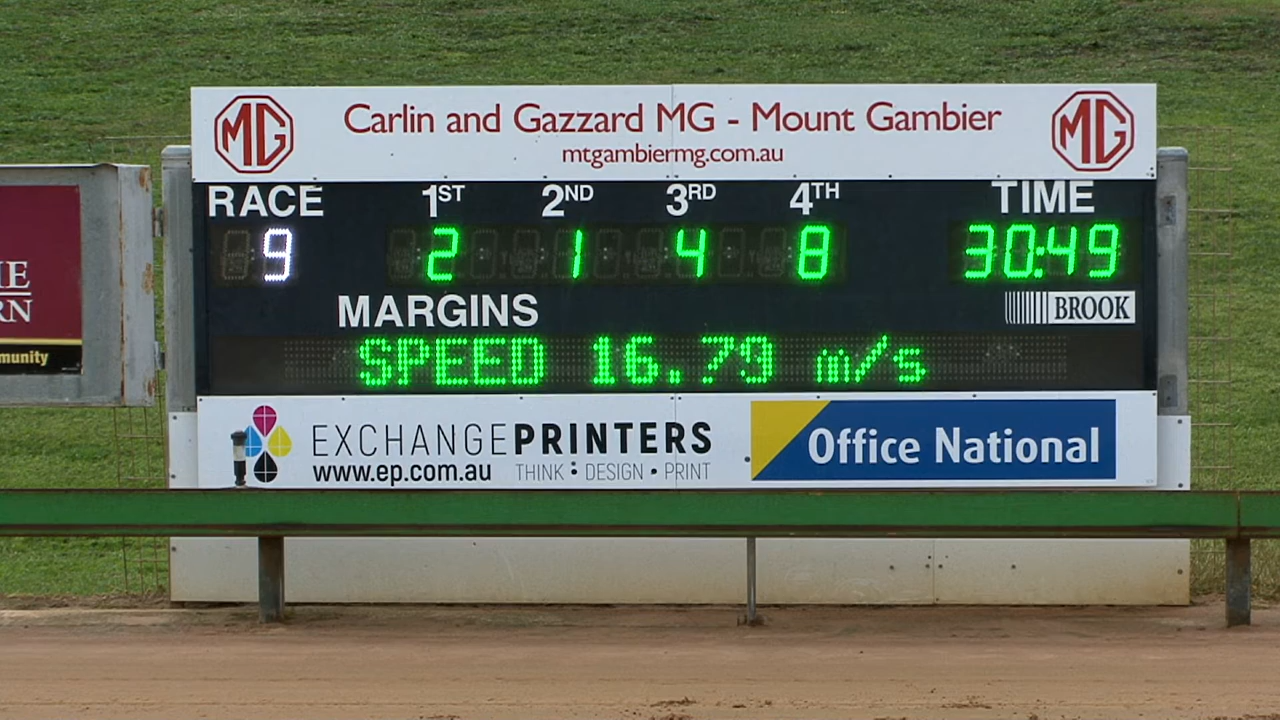 MG Carlin and Gazzard MG - Mount Gambier MG
mtgambiermg.com.au
RACE 1ST 2ND 3RD 4TH TIME
9 2 1 4 8 30:49
MARGINS BROOK
SPEED 16.79 m/s
EXCHANGEPRINTERS
www.ep.com.au THINK : DESIGN • PRINT
Office National